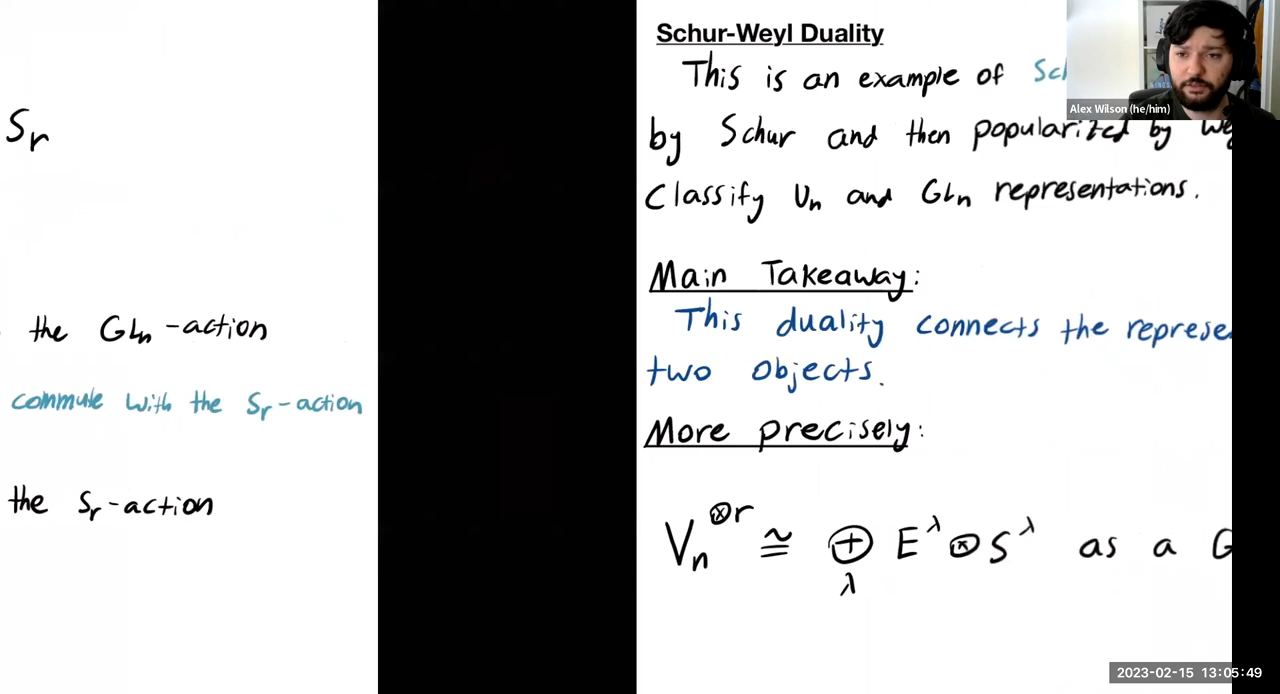 Sr
the GLn-action
commute with the Sr-action
the Sr-action
Schur-Weyl Duality
This is an example of
by Schur and then popularized by
Classify Un and GLn representations.
Main Takeaway:
This duality connects the
two objects.
More precisely:
Vn^⊗r ≅ ⊕λ E^λ ⊗ S^λ as a G
Alex Wilson (he/him)
2023-02-15 13:05:49